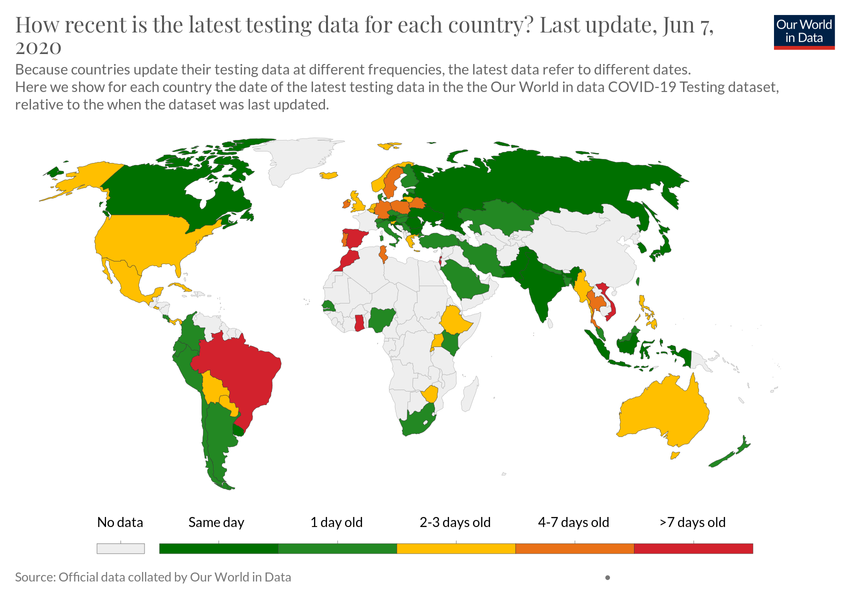 How recent is the latest testing data for each country? Last update, Jun 7,
2020
Our World
in Data
Because countries update their testing data at different frequencies, the latest data refer to different dates.
Here we show for each country the date of the latest testing data in the the Our World in data COVID-19 Testing dataset,
relative to the when the dataset was last updated.
No data
Same day
1 day old
2-3 days old
4-7 days old
>7 days old
Source: Official data collated by Our World in Data